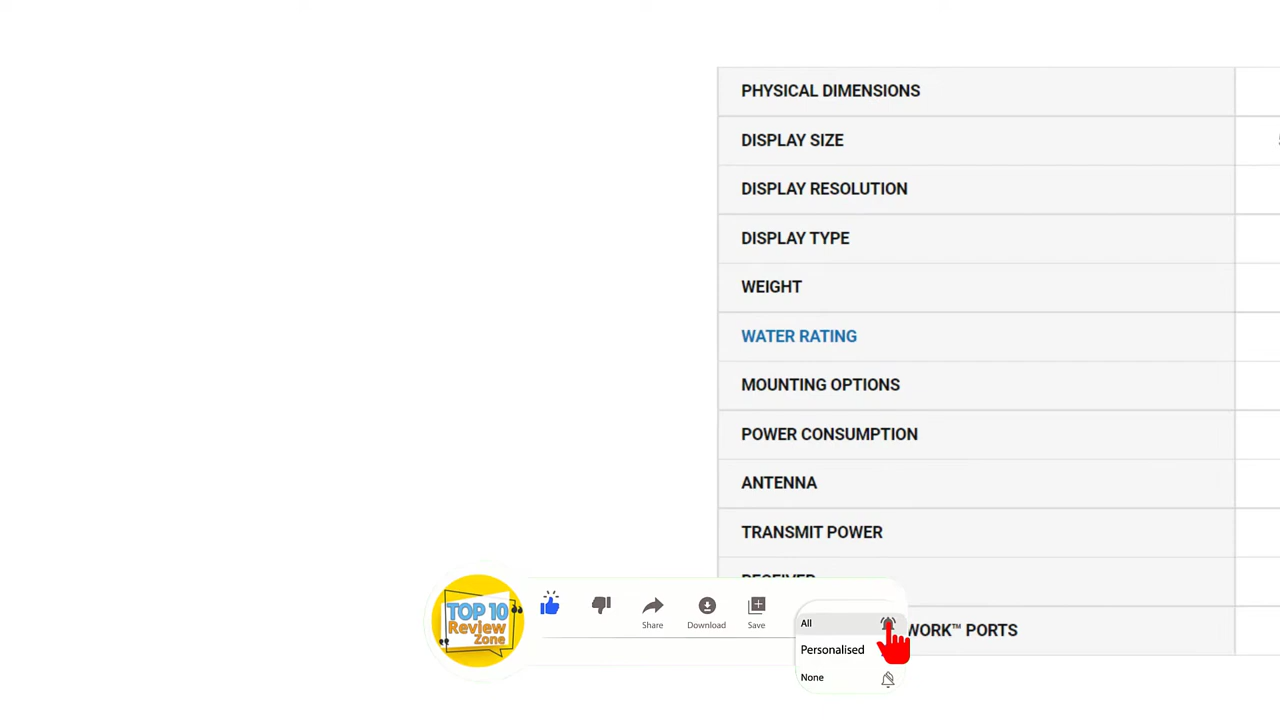 PHYSICAL DIMENSIONS
DISPLAY SIZE
DISPLAY RESOLUTION
DISPLAY TYPE
WEIGHT
WATER RATING
MOUNTING OPTIONS
POWER CONSUMPTION
ANTENNA
TRANSMIT POWER
RECEIVER
WORK™ PORTS
TOP 10
Review
Zone
Share
Download
Save
All
Personalised
None